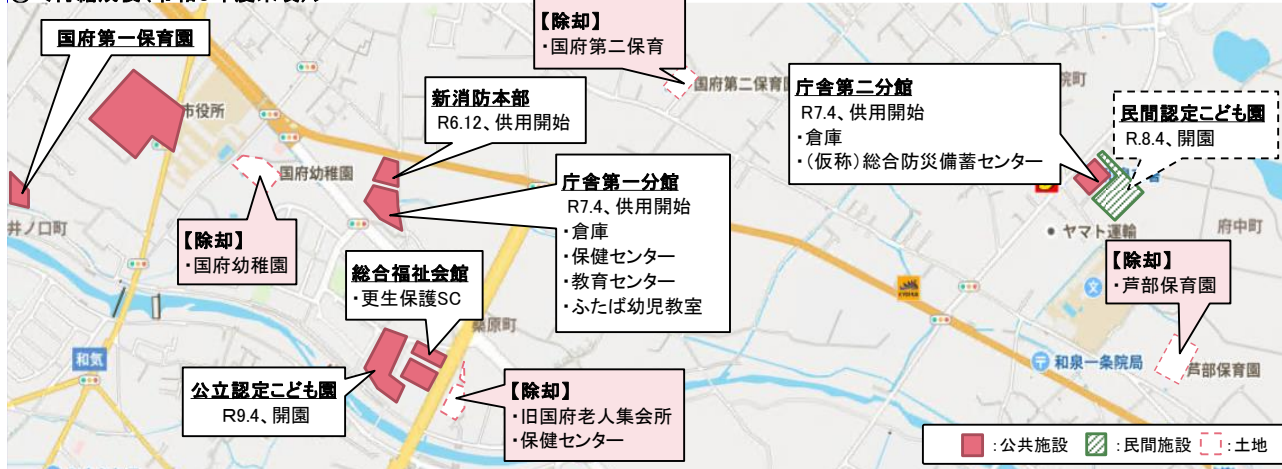 国府第一保育園
市役所
国府幼稚園
井ノ口町
【除却】
・国府幼稚園
新消防本部
R6.12、供用開始
【除却】
・国府第二保育
国府第二保育園
庁舎第一分館
R7.4、供用開始
・倉庫
・保健センター
・教育センター
・ふたば幼児教室
総合福祉会館
・更生保護SC
桑原町
和気
公立認定こども園
R9.4、開園
【除却】
・旧国府老人集会所
・保健センター
庁舎第二分館
R7.4、供用開始
・倉庫
・(仮称)総合防災備蓄センター
院町
民間認定こども園
R.8.4、開園
ヤマト運輸
府中町
【除却】
・芦部保育園
和泉一条院局
芦部保育園
:公共施設
:民間施設
:土地